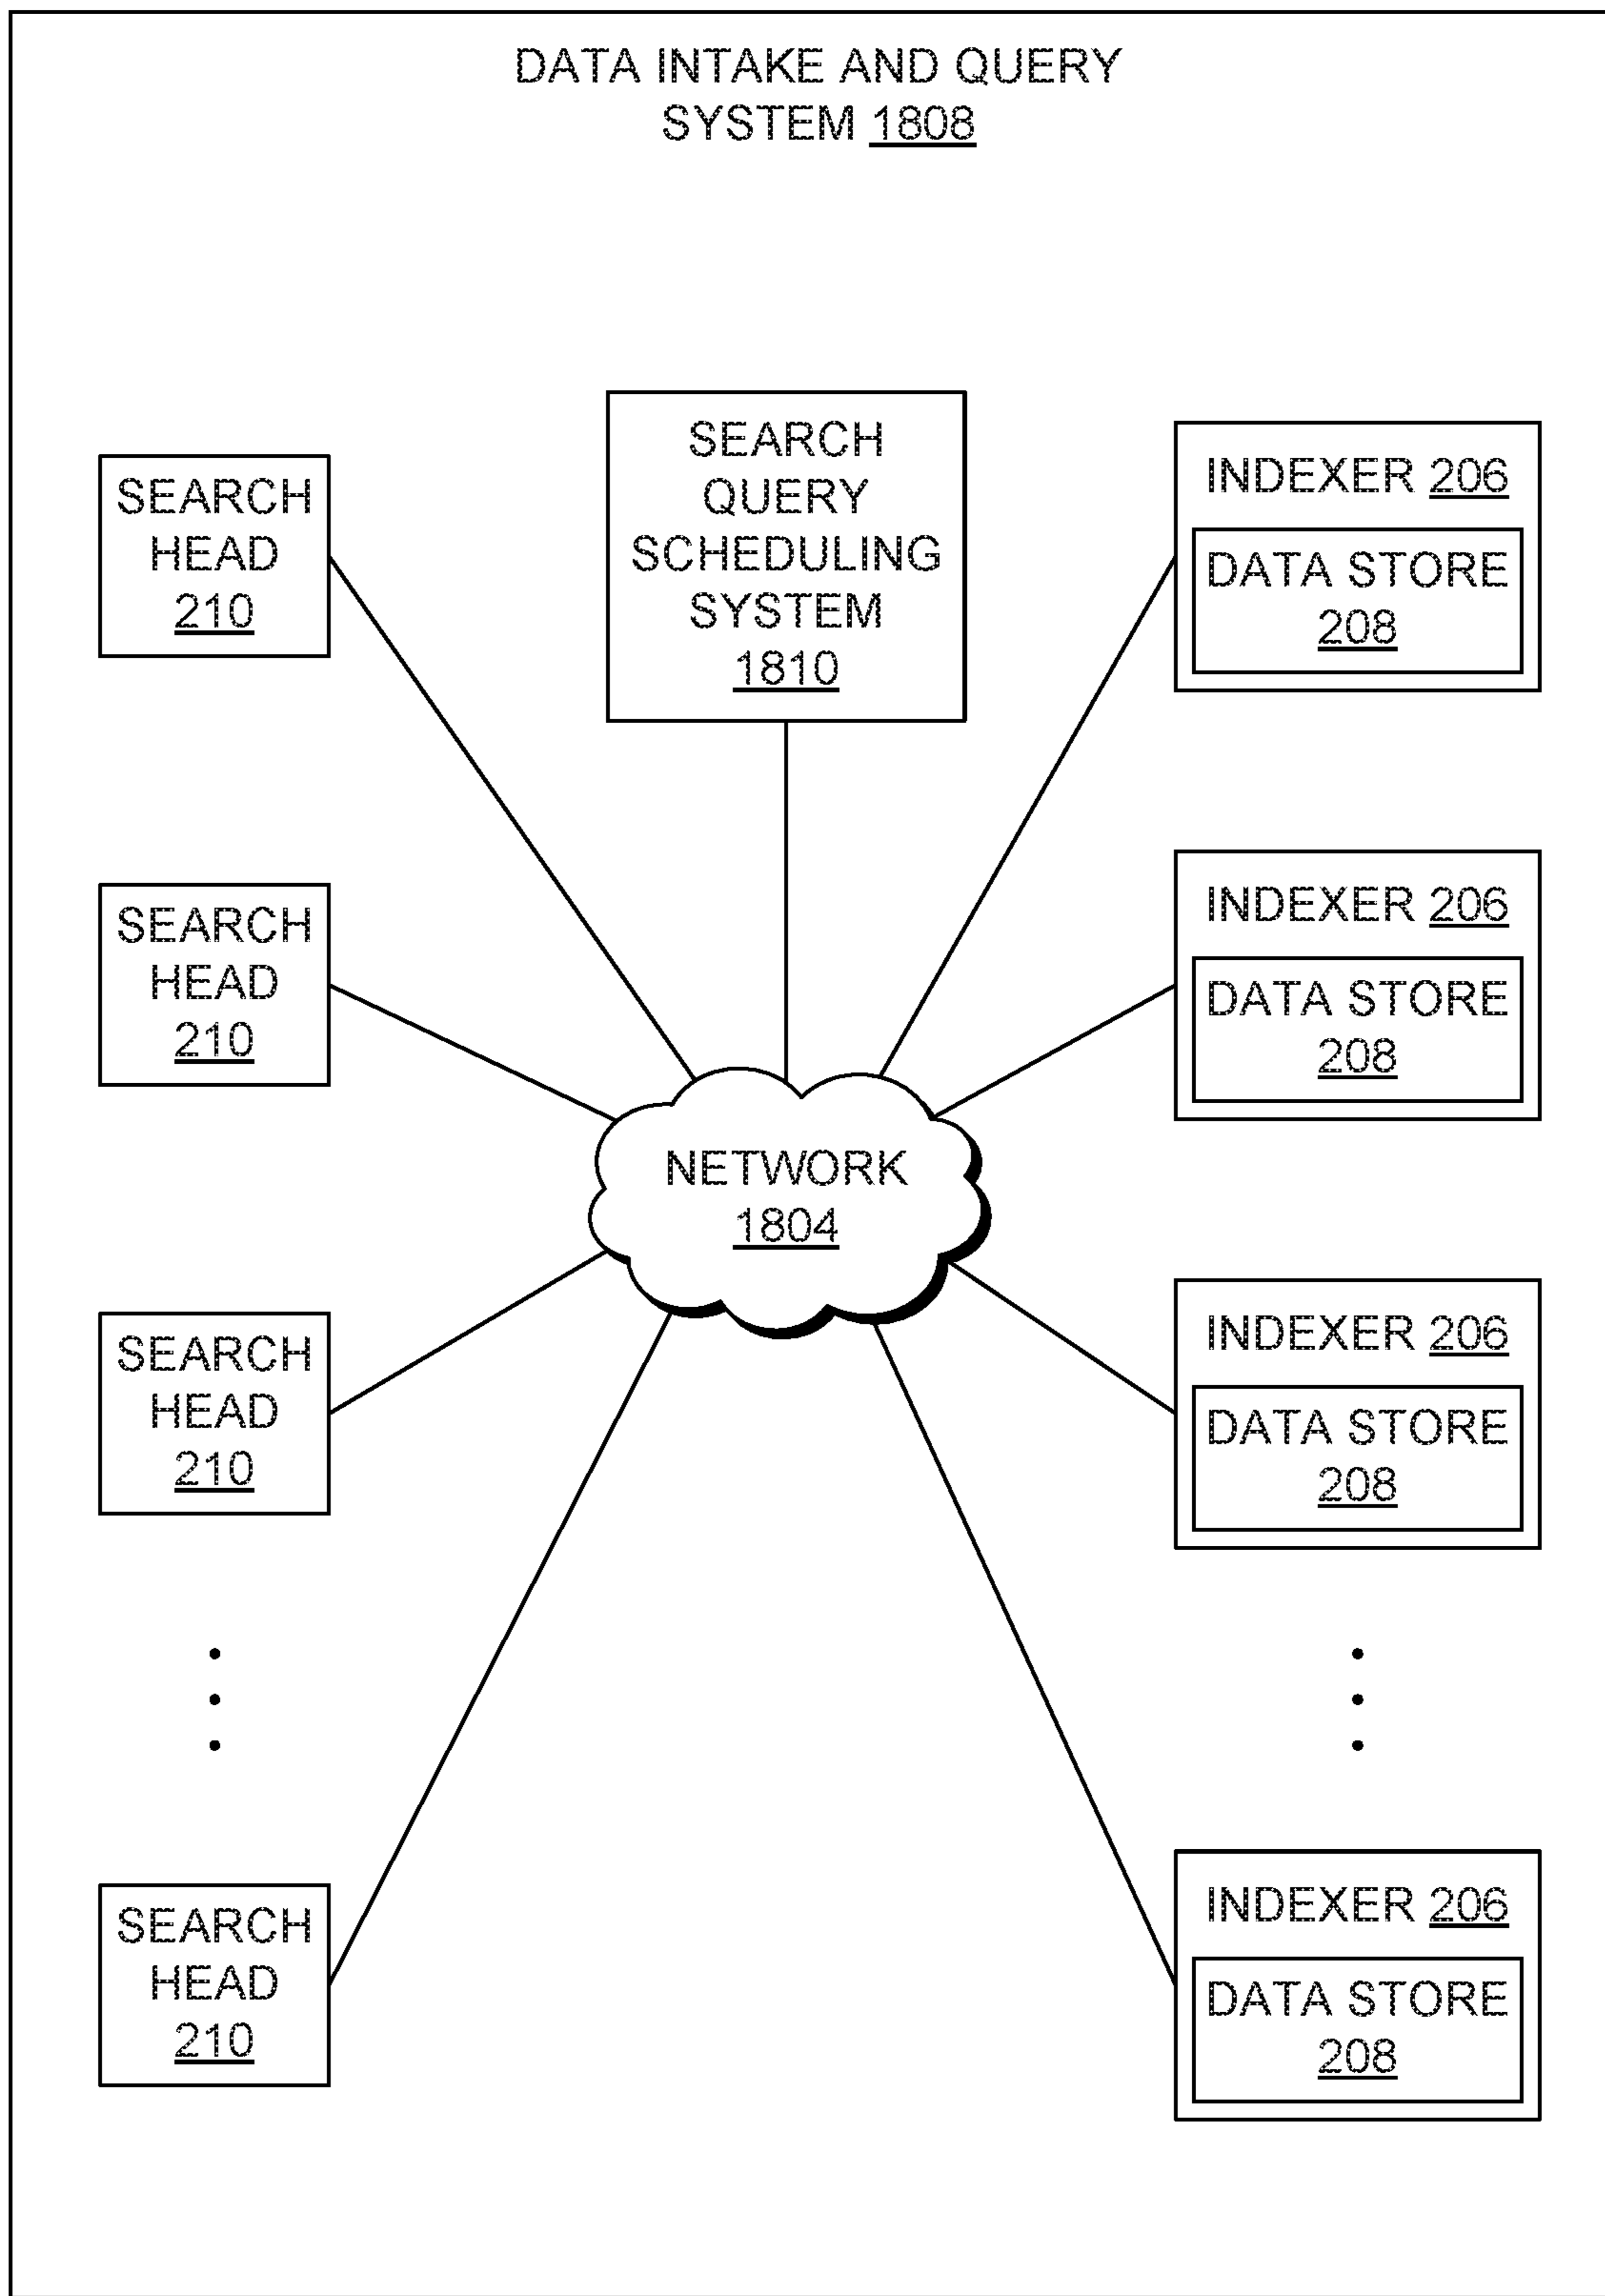 DATA INTAKE AND QUERY
SYSTEM 1808
SEARCH
HEAD
210
SEARCH
HEAD
210
SEARCH
HEAD
210
SEARCH
HEAD
210
SEARCH
QUERY
SCHEDULING
SYSTEM
1810
NETWORK
1804
INDEXER 206
DATA STORE
208
INDEXER 206
DATA STORE
208
INDEXER 206
DATA STORE
208
INDEXER 206
DATA STORE
208